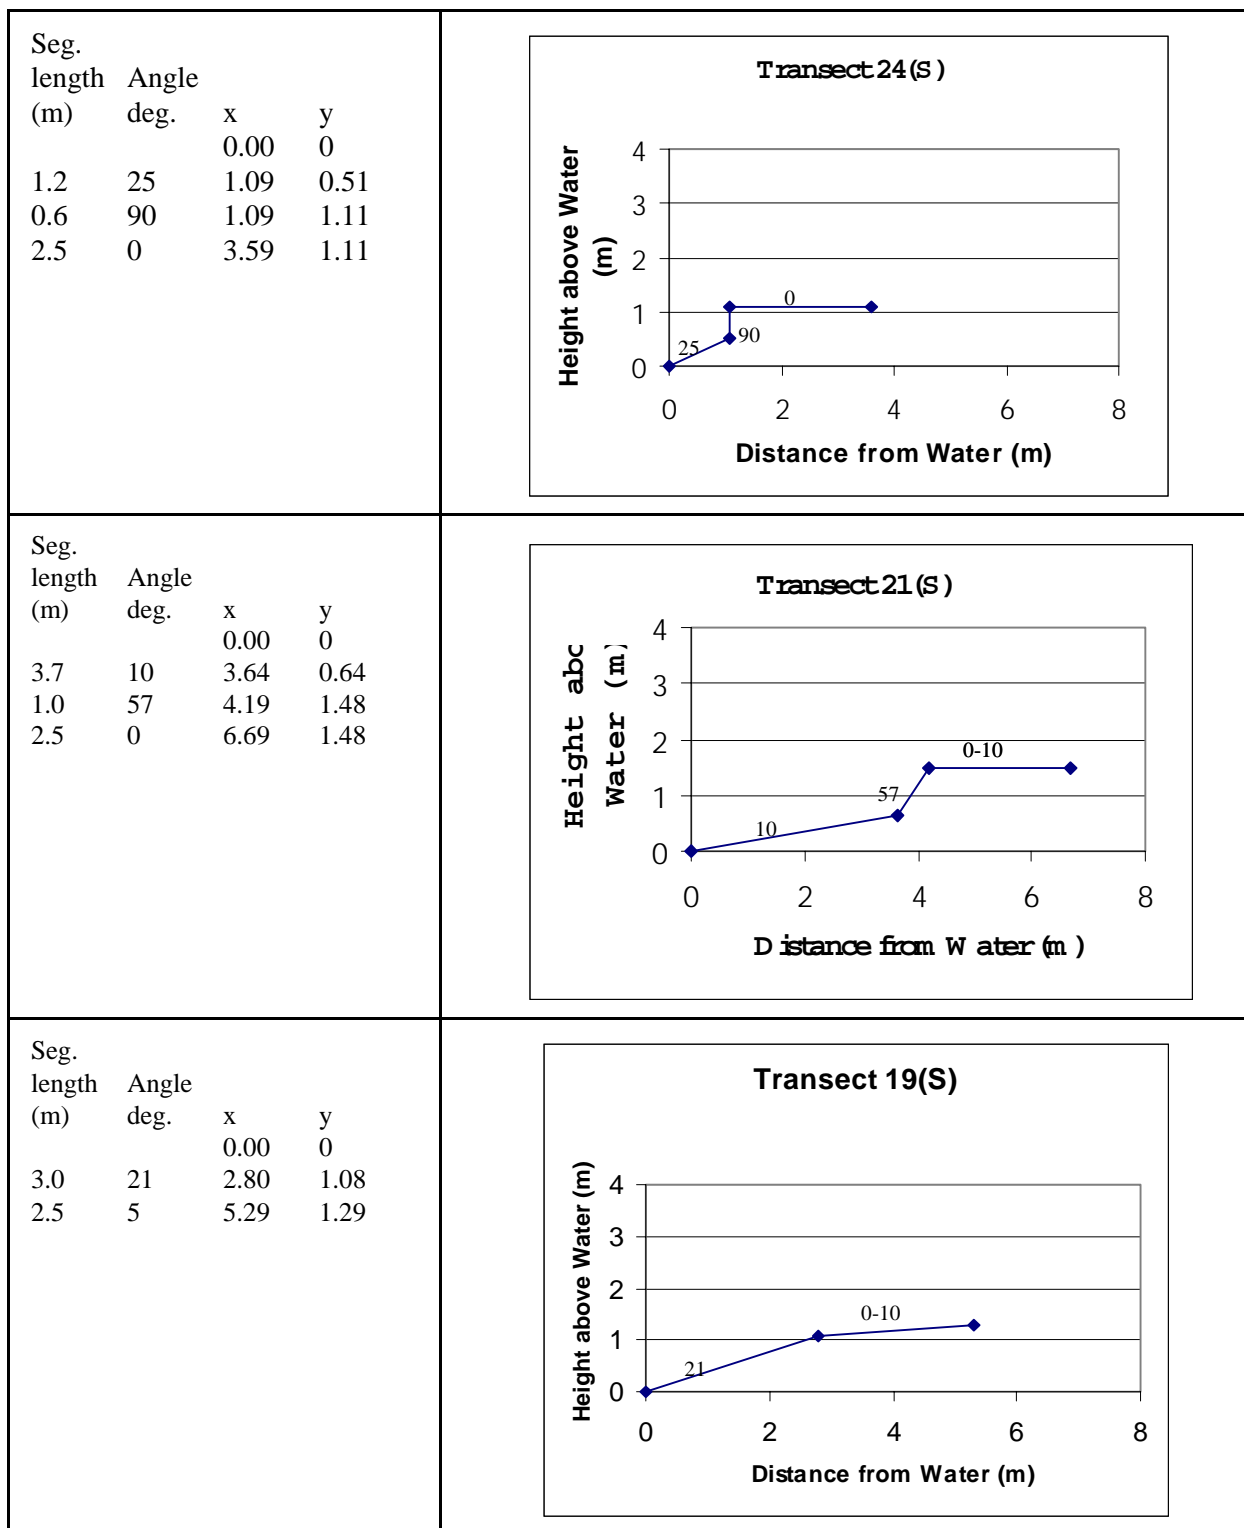 Seg.
length Angle
(m) deg. x y
0.00 0
1.2 25 1.09 0.51
0.6 90 1.09 1.11
2.5 0 3.59 1.11
Transect 24(S)
Height above Water
(m)
4
3
2
1
0
0
90
25
0 2 4 6 8
Distance from Water (m)
Seg.
length Angle
(m) deg. x y
0.00 0
3.7 10 3.64 0.64
1.0 57 4.19 1.48
2.5 0 6.69 1.48
Transect 21(S)
Height abo
Water (m)
4
3
2
1
0
0-10
57
10
0 2 4 6 8
Distance from Water (m)
Seg.
length Angle
(m) deg. x y
0.00 0
3.0 21 2.80 1.08
2.5 5 5.29 1.29
Transect 19(S)
Height above Water (m)
4
3
2
1
0
0-10
21
0 2 4 6 8
Distance from Water (m)